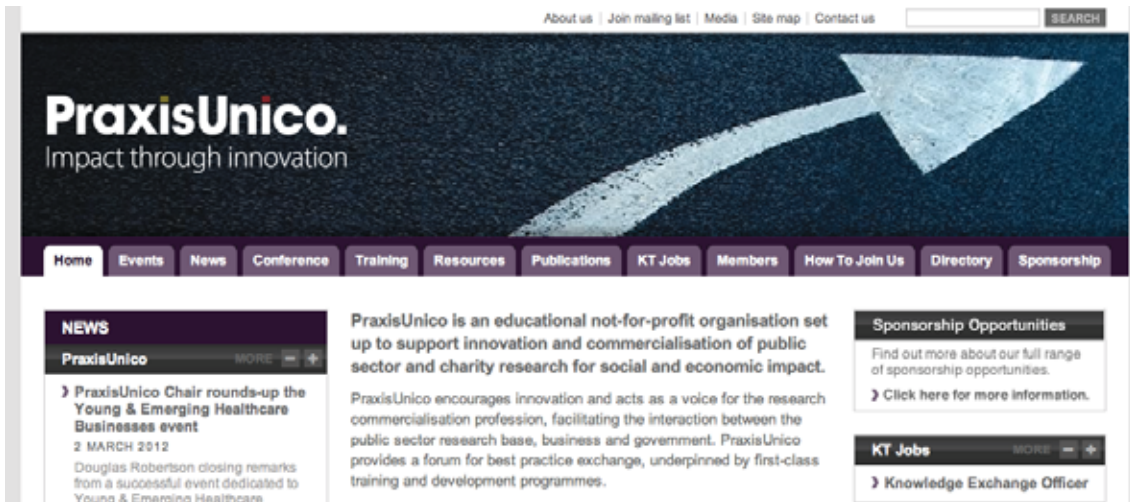 About us | Join mailing list | Media | Site map | Contact us
SEARCH
PraxisUnico.
Impact through innovation
Home Events News Conference Training Resources Publications KT Jobs Members How To Join Us Directory Sponsorship
NEWS
PraxisUnico MORE
PraxisUnico Chair rounds-up the
Young & Emerging Healthcare
Businesses event
2 MARCH 2012
Douglas Robertson closing remarks
from a successful event dedicated to
Young & Emerging Healthcare
PraxisUnico is an educational not-for-profit organisation set
up to support innovation and commercialisation of public
sector and charity research for social and economic impact.
PraxisUnico encourages innovation and acts as a voice for the research
commercialisation profession, facilitating the interaction between the
public sector research base, business and government. PraxisUnico
provides a forum for best practice exchange, underpinned by first-class
training and development programmes.
Sponsorship Opportunities
Find out more about our full range
of sponsorship opportunities.
Click here for more information.
KT Jobs MORE
Knowledge Exchange Officer